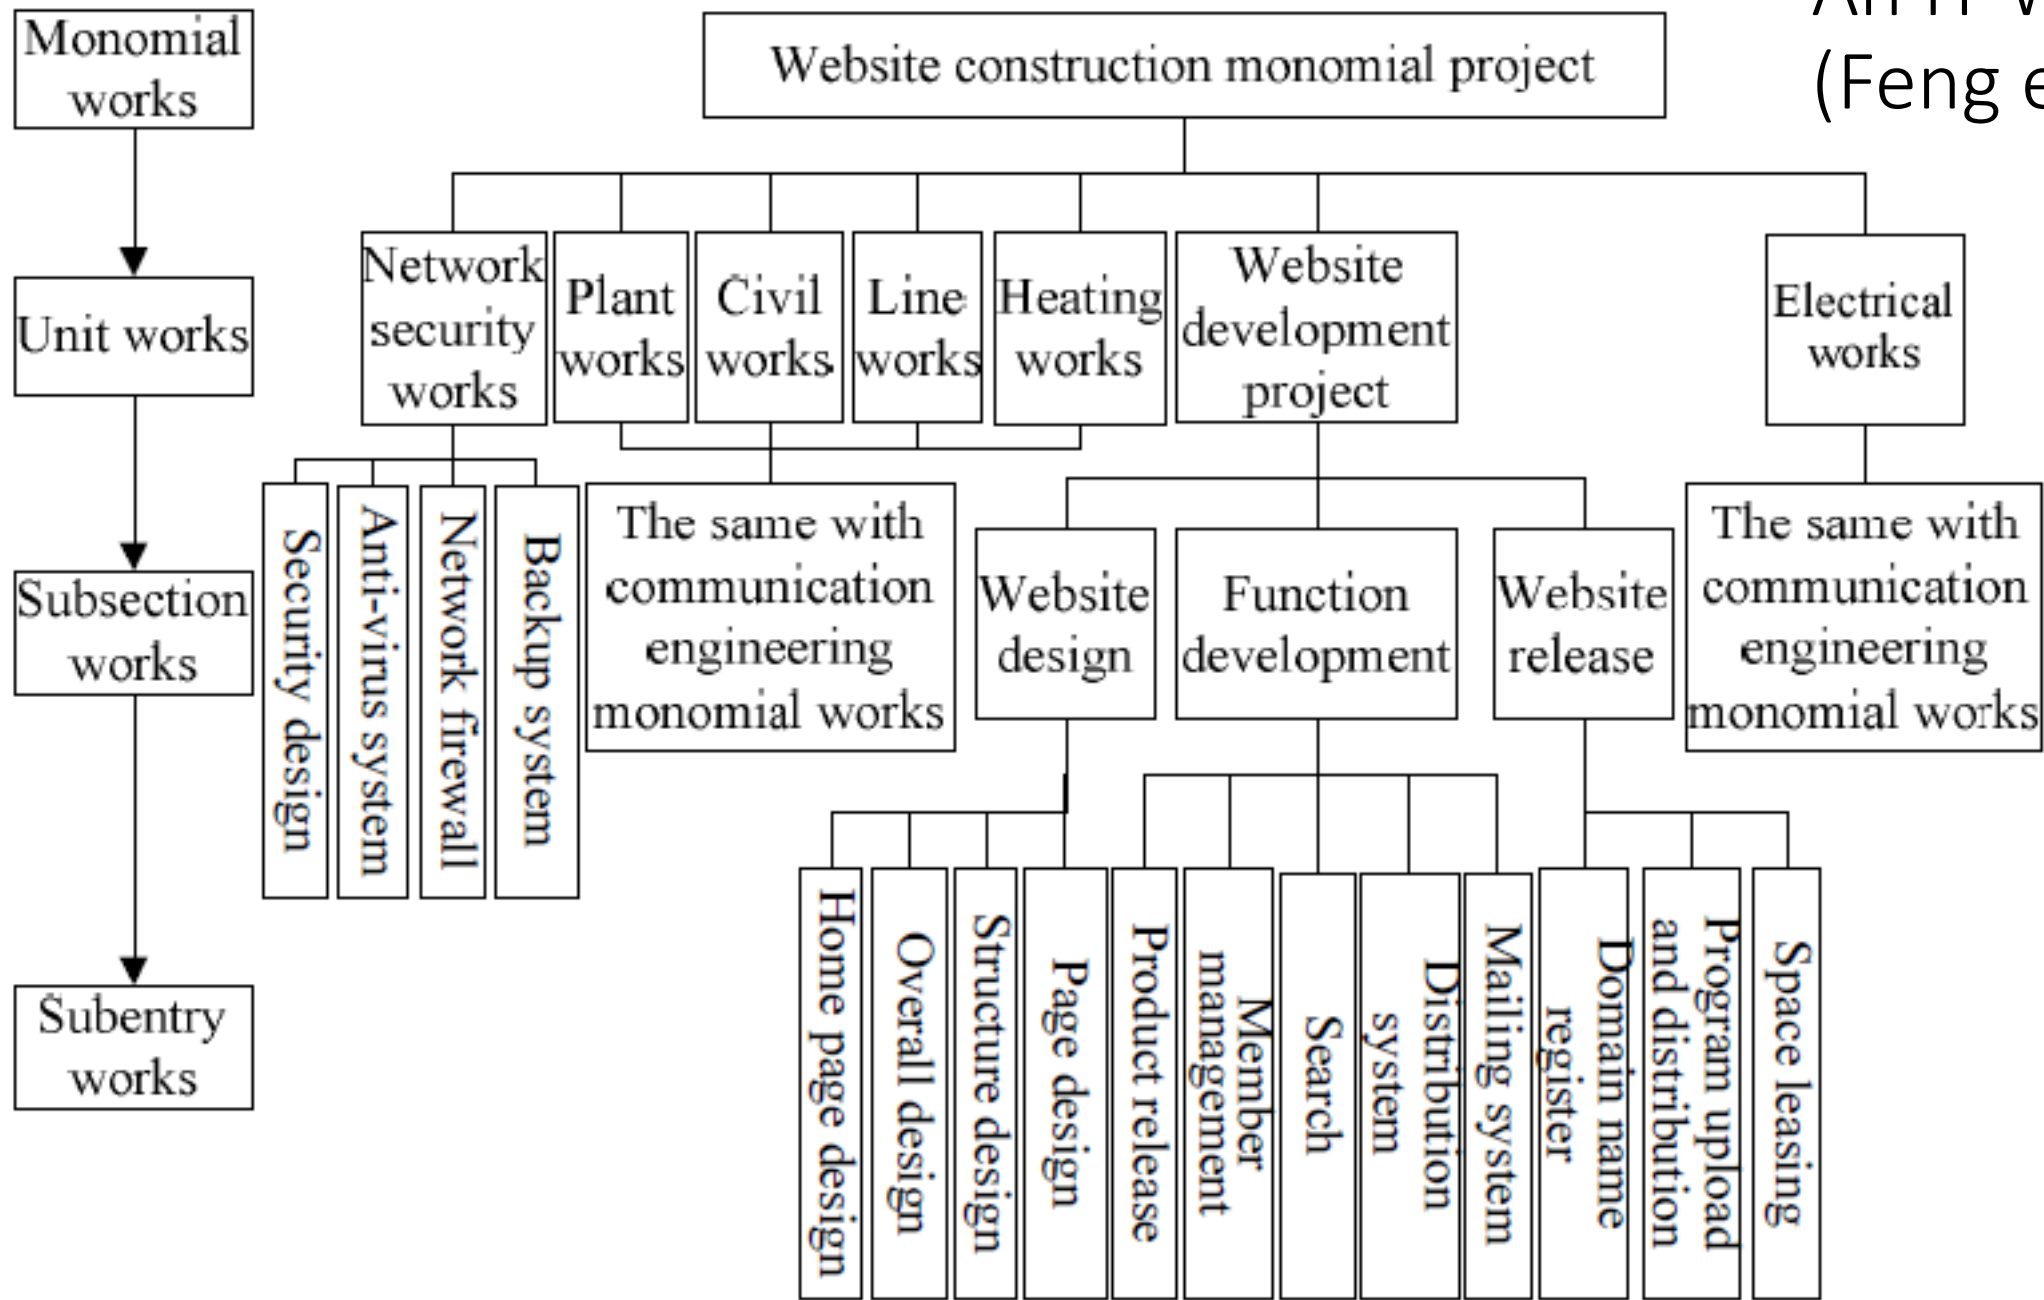 Monomial
works
Website construction monomial project
(Feng e
Unit works
Network
security
works
Plant
works
Civil
works
Line
works
Heating
works
Website
development
project
Electrical
works
Subsection
works
Security design
Anti-virus system
Network firewall
Backup system
The same with
communication
engineering
monomial works
Website
design
Function
development
Website
release
The same with
communication
engineering
monomial works
Subentry
works
Home page design
Overall design
Structure design
Page design
Product release
Member
management
Search
Distribution
system
Mailing system
Domain name
register
Program upload
and distribution
Space leasing